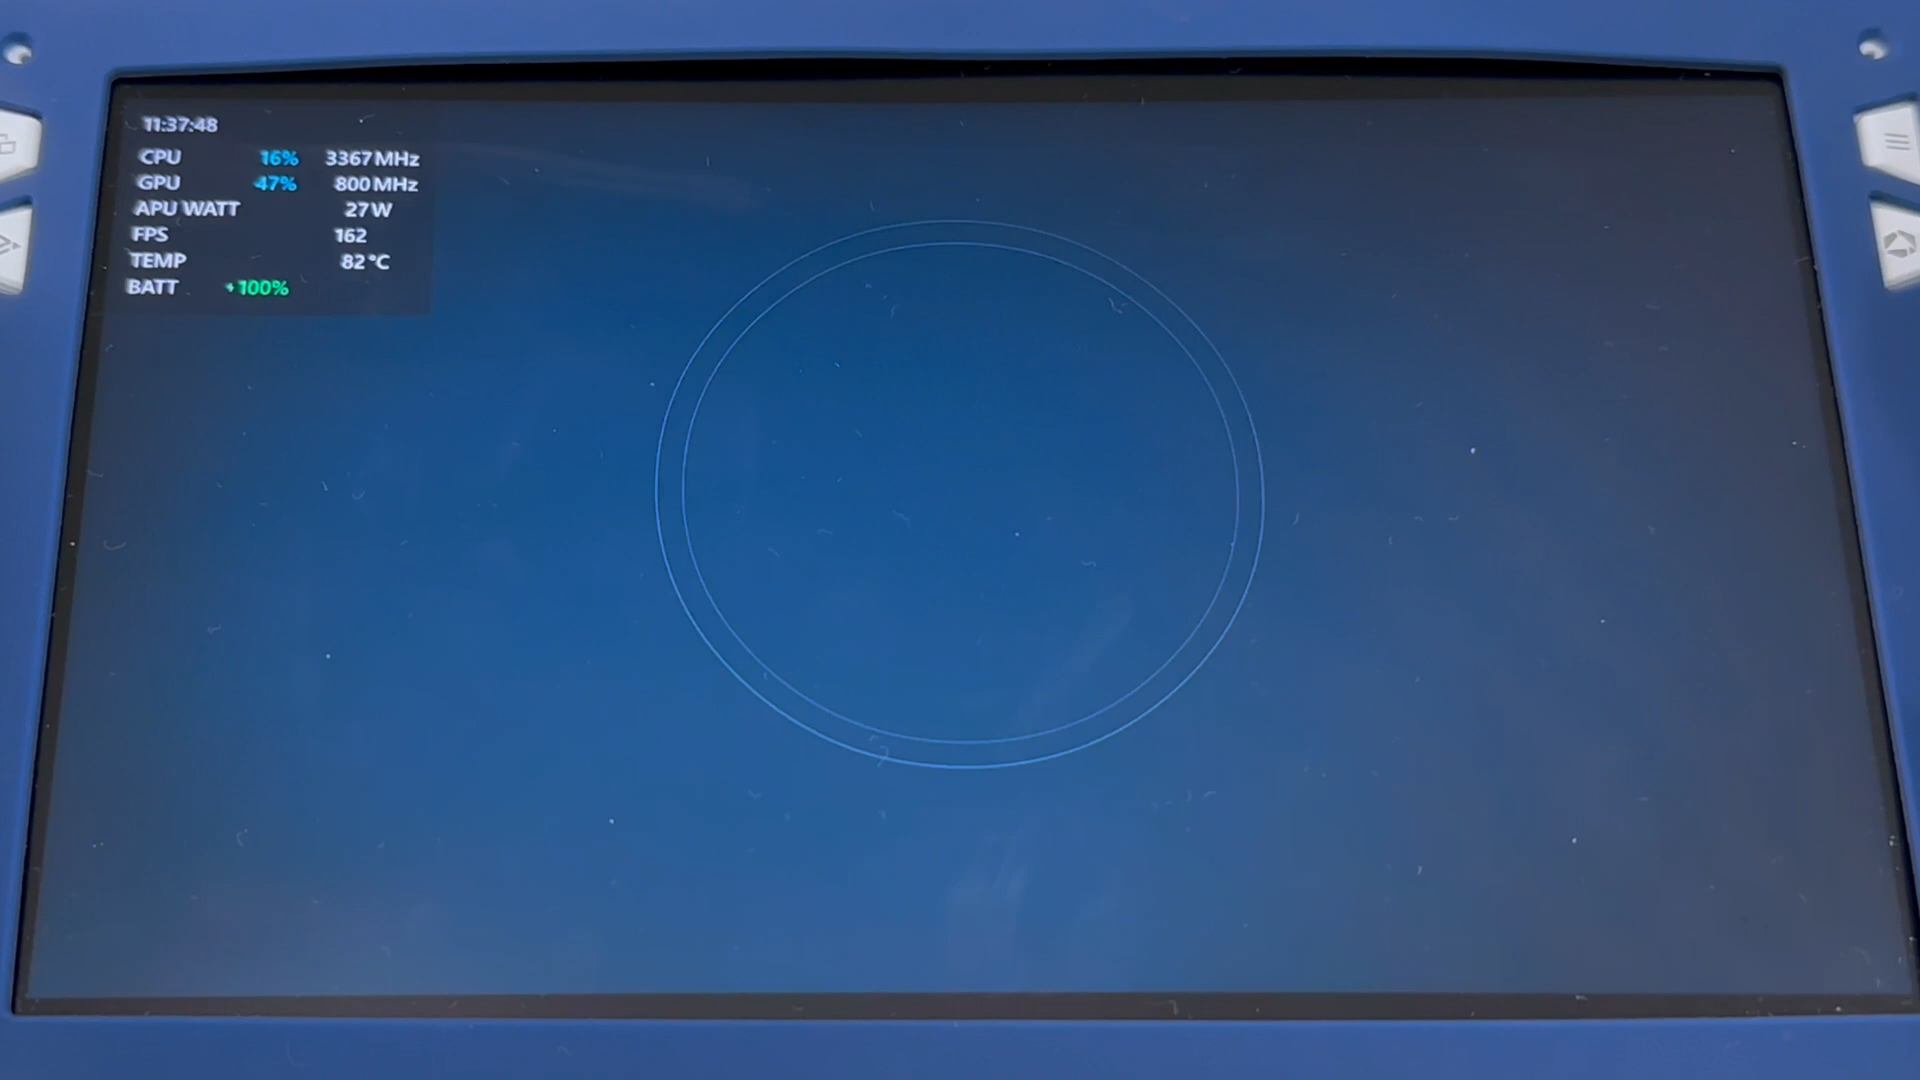 11:37:48
CPU 16% 3367 MHz
GPU 47% 800 MHz
APU WATT 27 W
FPS 162
TEMP 82 °C
BATT +100%